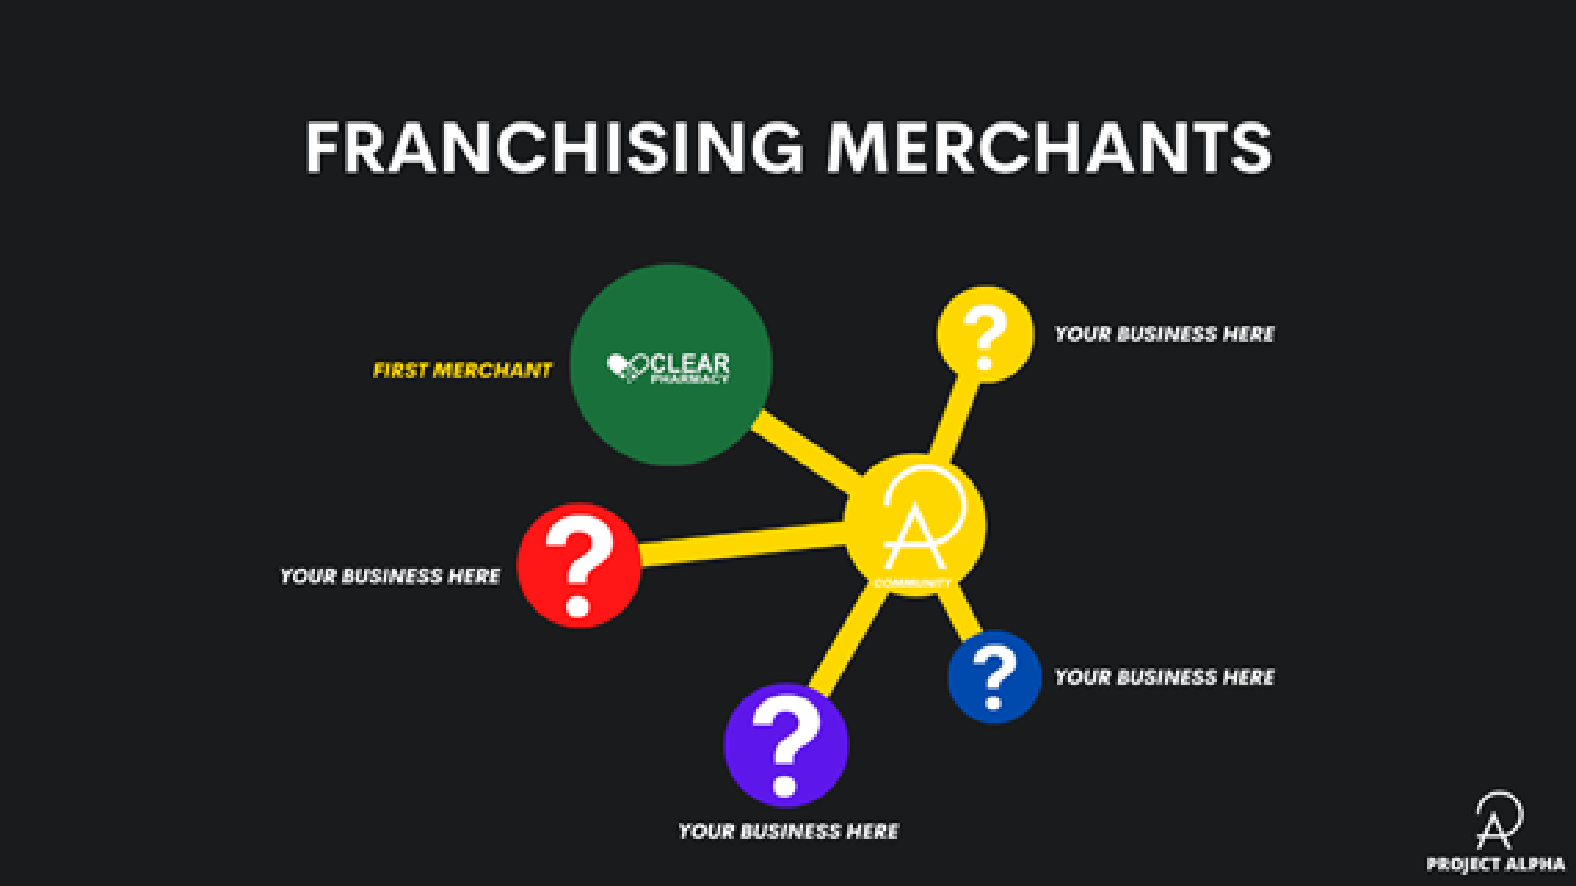 FRANCHISING MERCHANTS
?
YOUR BUSINESS HERE
FIRST MERCHANT
CLEAR
PHARMACY
COMMUNITY
?
YOUR BUSINESS HERE
?
YOUR BUSINESS HERE
?
YOUR BUSINESS HERE
PROJECT ALPHA